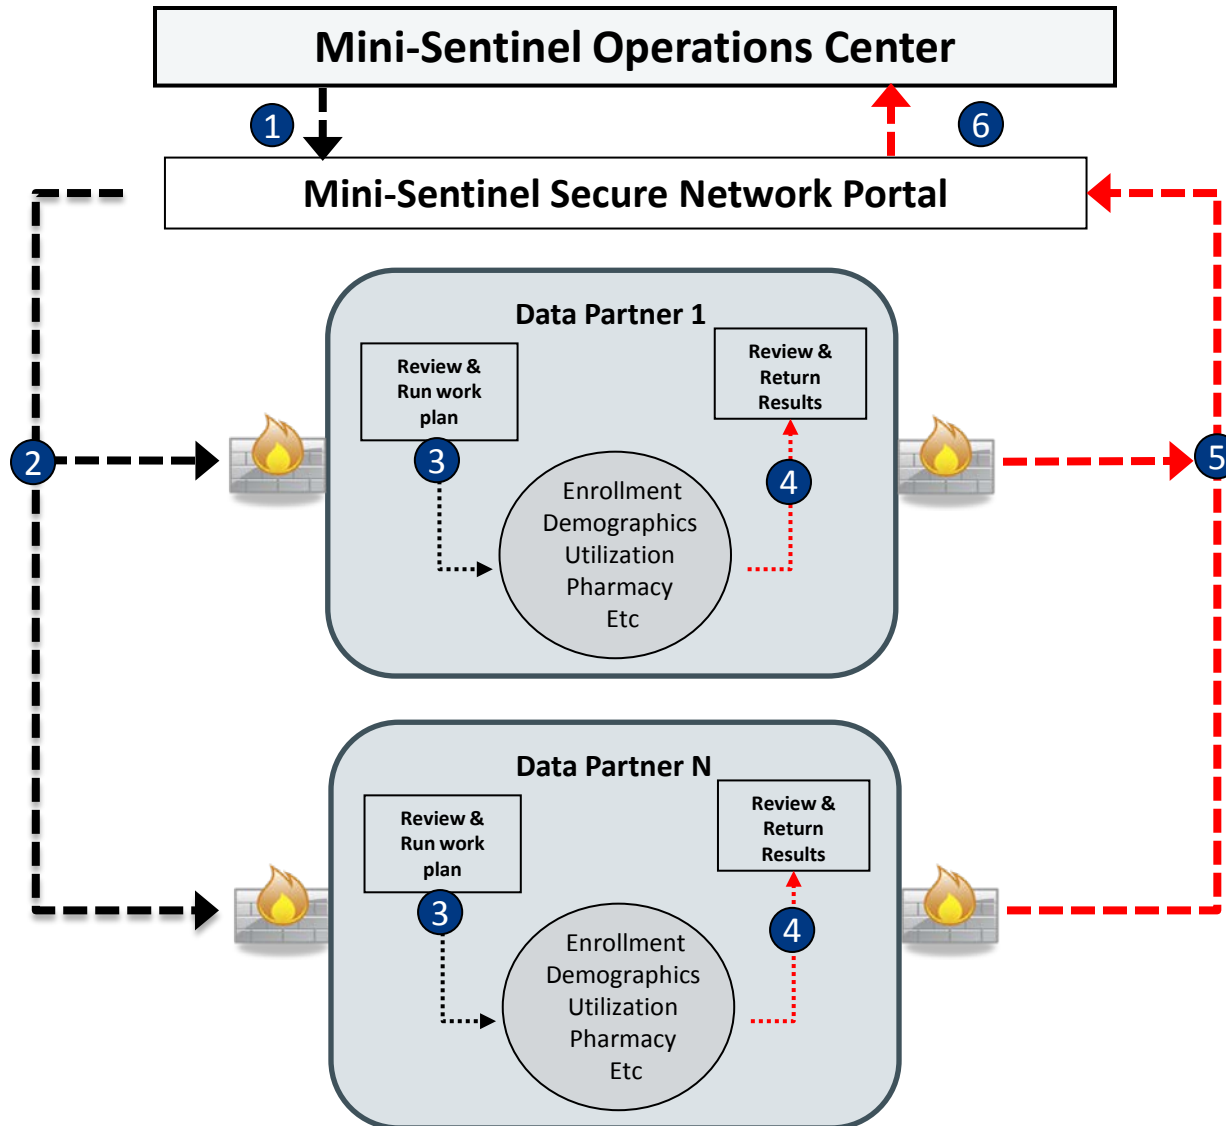 Mini-Sentinel Operations Center
1
6
Mini-Sentinel Secure Network Portal
Data Partner 1
Review &
Run work
plan
Review &
Return
Results
2
3
4
5
Enrollment
Demographics
Utilization
Pharmacy
Etc
Data Partner N
Review &
Run work
plan
Review &
Return
Results
3
4
Enrollment
Demographics
Utilization
Pharmacy
Etc